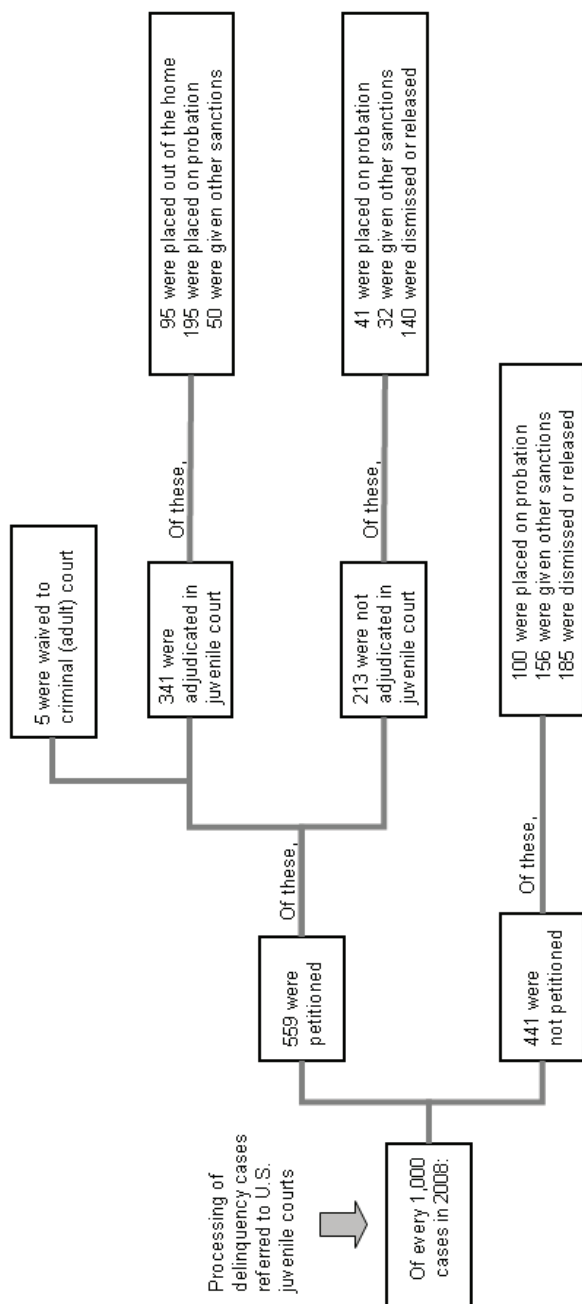 Processing of
delinquency cases
referred to U.S.
juvenile courts
Of every 1,000
cases in 2008:
559 were
petitioned
Of these,
5 were waived to
criminal (adult) court
341 were
adjudicated in
juvenile court
Of these,
95 were placed out of the home
195 were placed on probation
50 were given other sanctions
213 were not
adjudicated in
juvenile court
Of these,
41 were placed on probation
32 were given other sanctions
140 were dismissed or released
441 were
not petitioned
Of these,
100 were placed on probation
156 were given other sanctions
185 were dismissed or released